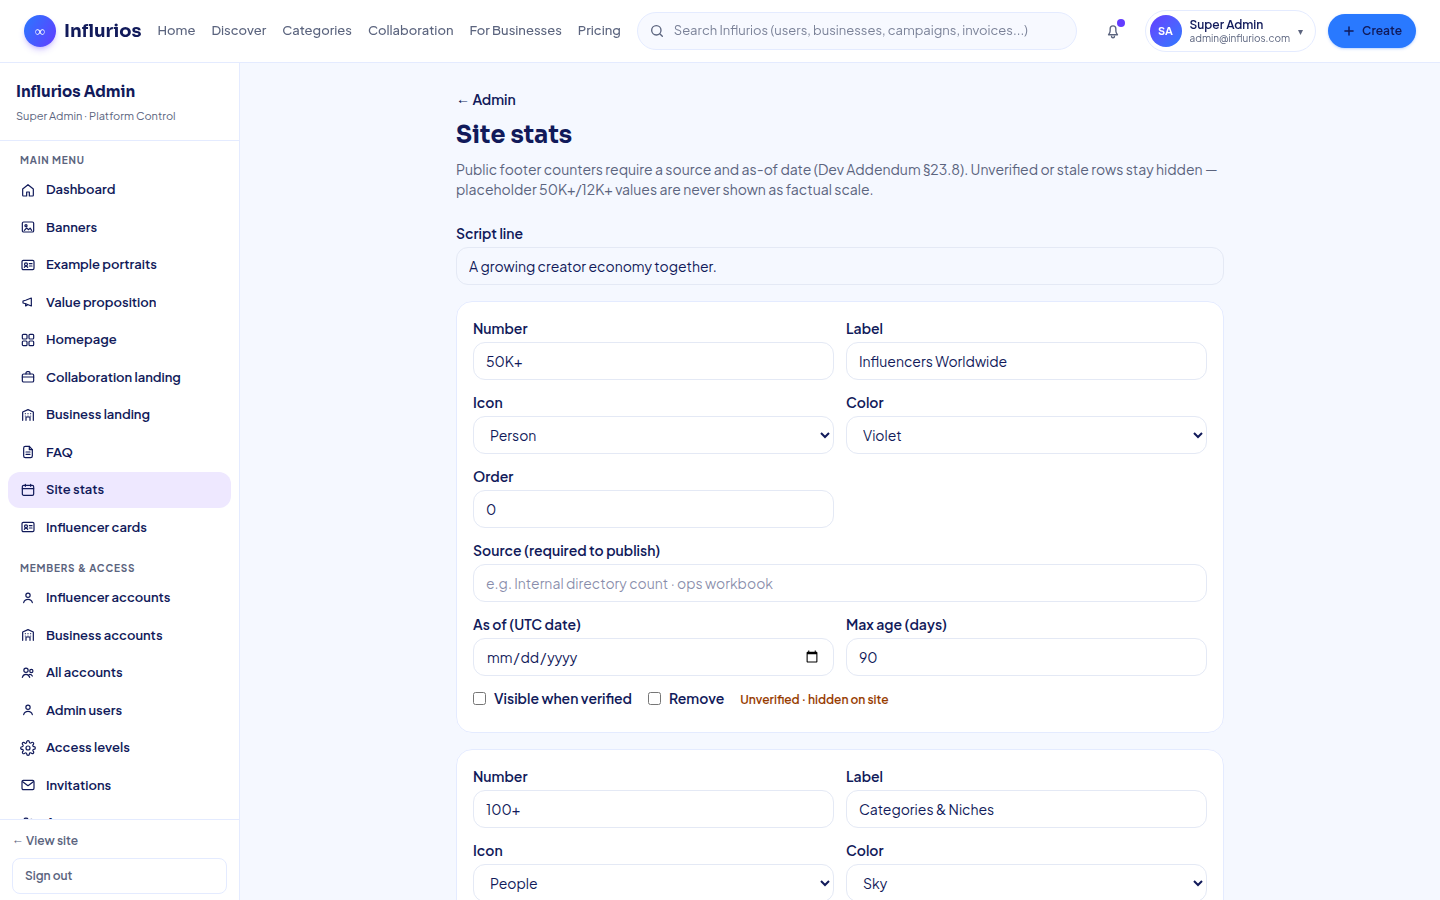 ∞ Influrios Home Discover Categories Collaboration For Businesses Pricing Search Influrios (users, businesses, campaigns, invoices...) SA Super Admin ▾ + Create
admin@influrios.com
Influrios Admin
Super Admin · Platform Control
MAIN MENU
Dashboard
Banners
Example portraits
Value proposition
Homepage
Collaboration landing
Business landing
FAQ
Site stats
Influencer cards
MEMBERS & ACCESS
Influencer accounts
Business accounts
All accounts
Admin users
Access levels
Invitations
← View site
Sign out
← Admin
Site stats
Public footer counters require a source and as-of date (Dev Addendum §23.8). Unverified or stale rows stay hidden —
placeholder 50K+/12K+ values are never shown as factual scale.
Script line
A growing creator economy together.
Number Label
50K+ Influencers Worldwide
Icon Color
Person Violet
Order
0
Source (required to publish)
e.g. Internal directory count · ops workbook
As of (UTC date) Max age (days)
mm/dd/yyyy 90
Visible when verified Remove Unverified · hidden on site
Number Label
100+ Categories & Niches
Icon Color
People Sky